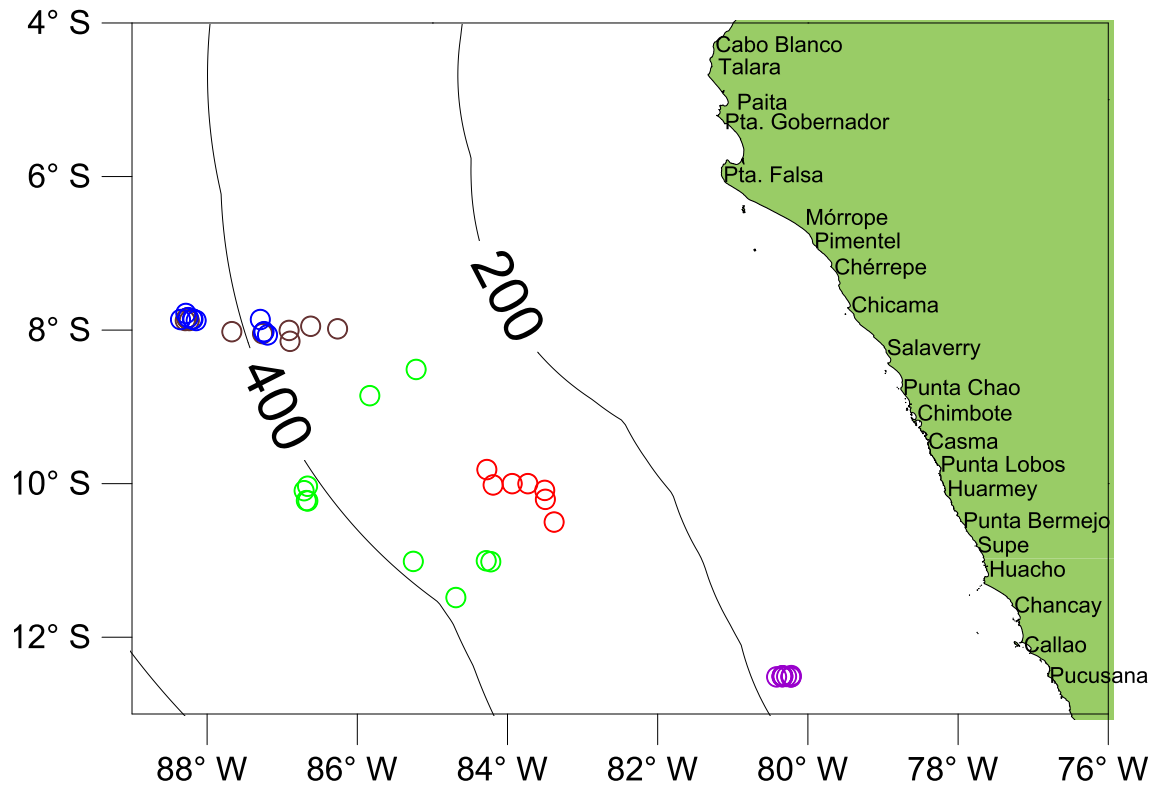 4° S
Cabo Blanco
Talara
Paita
Pta. Gobernador
6° S
Pta. Falsa
Mórrope
Pimentel
Chérrepe
200
Chicama
8° S
Salaverry
400
Punta Chao
Chimbote
Casma
Punta Lobos
10° S
Huarmey
Punta Bermejo
Supe
Huacho
Chancay
12° S
Callao
Pucusana
88° W 86° W 84° W 82° W 80° W 78° W 76° W